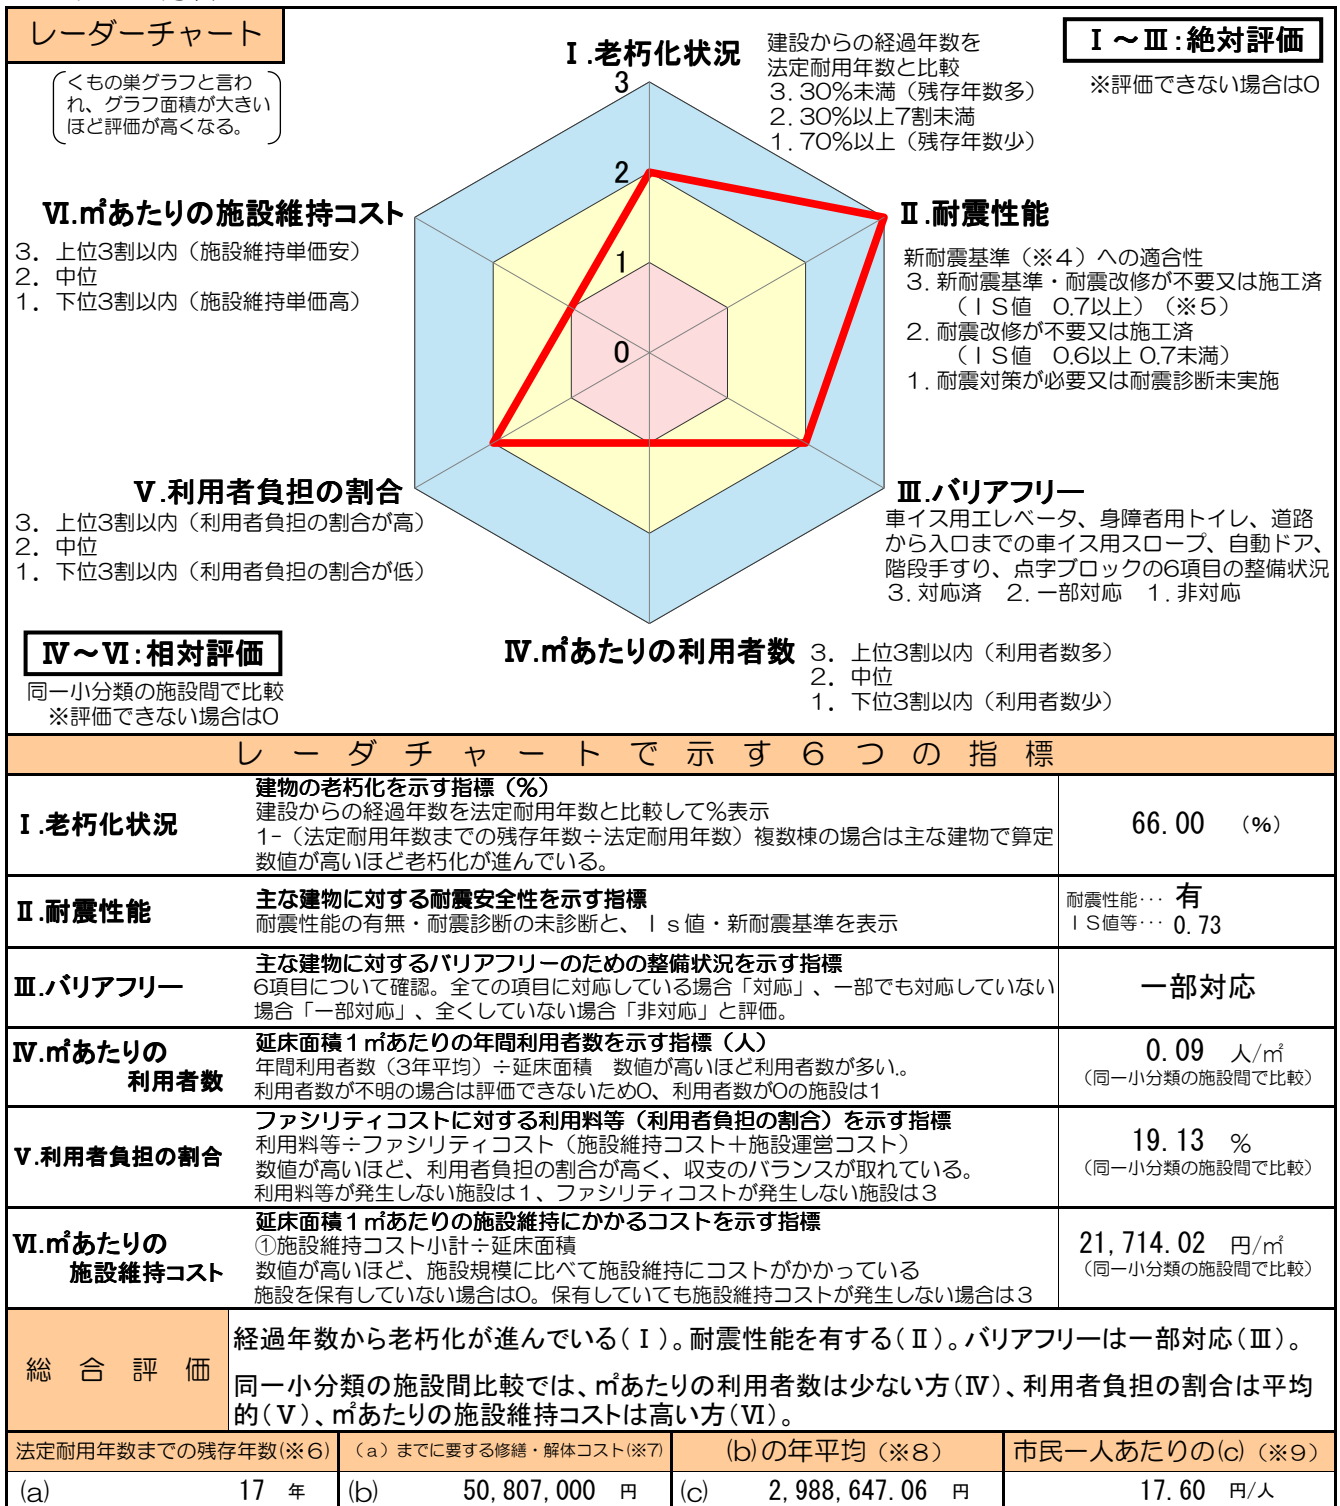 レーダーチャート
くもの巣グラフと言わ
れ、グラフ面積が大きい
ほど評価が高くなる。
Ⅰ.老朽化状況
建設からの経過年数を
法定耐用年数と比較
3.30%未満（残存年数多）
2.30%以上7割未満
1.70%以上（残存年数少）
Ⅰ～Ⅲ:絶対評価
※評価できない場合は0
3
2
1
0
Ⅵ.㎡あたりの施設維持コスト
3．上位3割以内（施設維持単価安）
2．中位
1．下位3割以内（施設維持単価高）
Ⅱ.耐震性能
新耐震基準（※4）への適合性
3.新耐震基準・耐震改修が不要又は施工済
（ＩＳ値　0.7以上）（※5）
2.耐震改修が不要又は施工済
（ＩＳ値　0.6以上 0.7未満）
1.耐震対策が必要又は耐震診断未実施
Ⅴ.利用者負担の割合
3．上位3割以内（利用者負担の割合が高）
2．中位
1．下位3割以内（利用者負担の割合が低）
Ⅲ.バリアフリー
車イス用エレベータ、身障者用トイレ、道路
から入口までの車イス用スロープ、自動ドア、
階段手すり、点字ブロックの6項目の整備状況
3.対応済　2.一部対応　1.非対応
Ⅳ～Ⅵ:相対評価
同一小分類の施設間で比較
※評価できない場合は0
Ⅳ.㎡あたりの利用者数
3．上位3割以内（利用者数多）
2．中位
1．下位3割以内（利用者数少）
レーダチャートで示す６つの指標
Ⅰ.老朽化状況
建物の老朽化を示す指標（%）
建設からの経過年数を法定耐用年数と比較して%表示
1-（法定耐用年数までの残存年数÷法定耐用年数）複数棟の場合は主な建物で算定
数値が高いほど老朽化が進んでいる。
66.00　（%）
Ⅱ.耐震性能
主な建物に対する耐震安全性を示す指標
耐震性能の有無・耐震診断の未診断と、Ｉｓ値・新耐震基準を表示
耐震性能…　有
ＩＳ値等…　0.73
Ⅲ.バリアフリー
主な建物に対するバリアフリーのための整備状況を示す指標
6項目について確認。全ての項目に対応している場合「対応」、一部でも対応していない
場合「一部対応」、全くしていない場合「非対応」と評価。
一部対応
Ⅳ.㎡あたりの
利用者数
延床面積１㎡あたりの年間利用者数を示す指標（人）
年間利用者数（3年平均）÷延床面積　数値が高いほど利用者数が多い。
利用者数が不明の場合は評価できないため0、利用者数が0の施設は1
0.09　人/㎡
（同一小分類の施設間で比較）
Ⅴ.利用者負担の割合
ファシリティコストに対する利用料等（利用者負担の割合）を示す指標
利用料等÷ファシリティコスト（施設維持コスト＋施設運営コスト）
数値が高いほど、利用者負担の割合が高く、収支のバランスが取れている。
利用料等が発生しない施設は１、ファシリティコストが発生しない施設は３
19.13　%
（同一小分類の施設間で比較）
Ⅵ.㎡あたりの
施設維持コスト
延床面積１㎡あたりの施設維持にかかるコストを示す指標
①施設維持コスト小計÷延床面積
数値が高いほど、施設規模に比べて施設維持にコストがかかっている
施設を保有していない場合は0。保有していても施設維持コストが発生しない場合は３
21,714.02　円/㎡
（同一小分類の施設間で比較）
総合評価
経過年数から老朽化が進んでいる(Ⅰ)。耐震性能を有する(Ⅱ)。バリアフリーは一部対応(Ⅲ)。
同一小分類の施設間比較では、㎡あたりの利用者数は少ない方(Ⅳ)、利用者負担の割合は平均
的(Ⅴ)、㎡あたりの施設維持コストは高い方(Ⅵ)。
法定耐用年数までの残存年数(※6)
（a）までに要する修繕・解体コスト(※7)
(b)の年平均（※8）
市民一人あたりの(c)（※9）
(a)　17　年
(b)　50,807,000　円
(c)　2,988,647.06　円
17.60　円/人